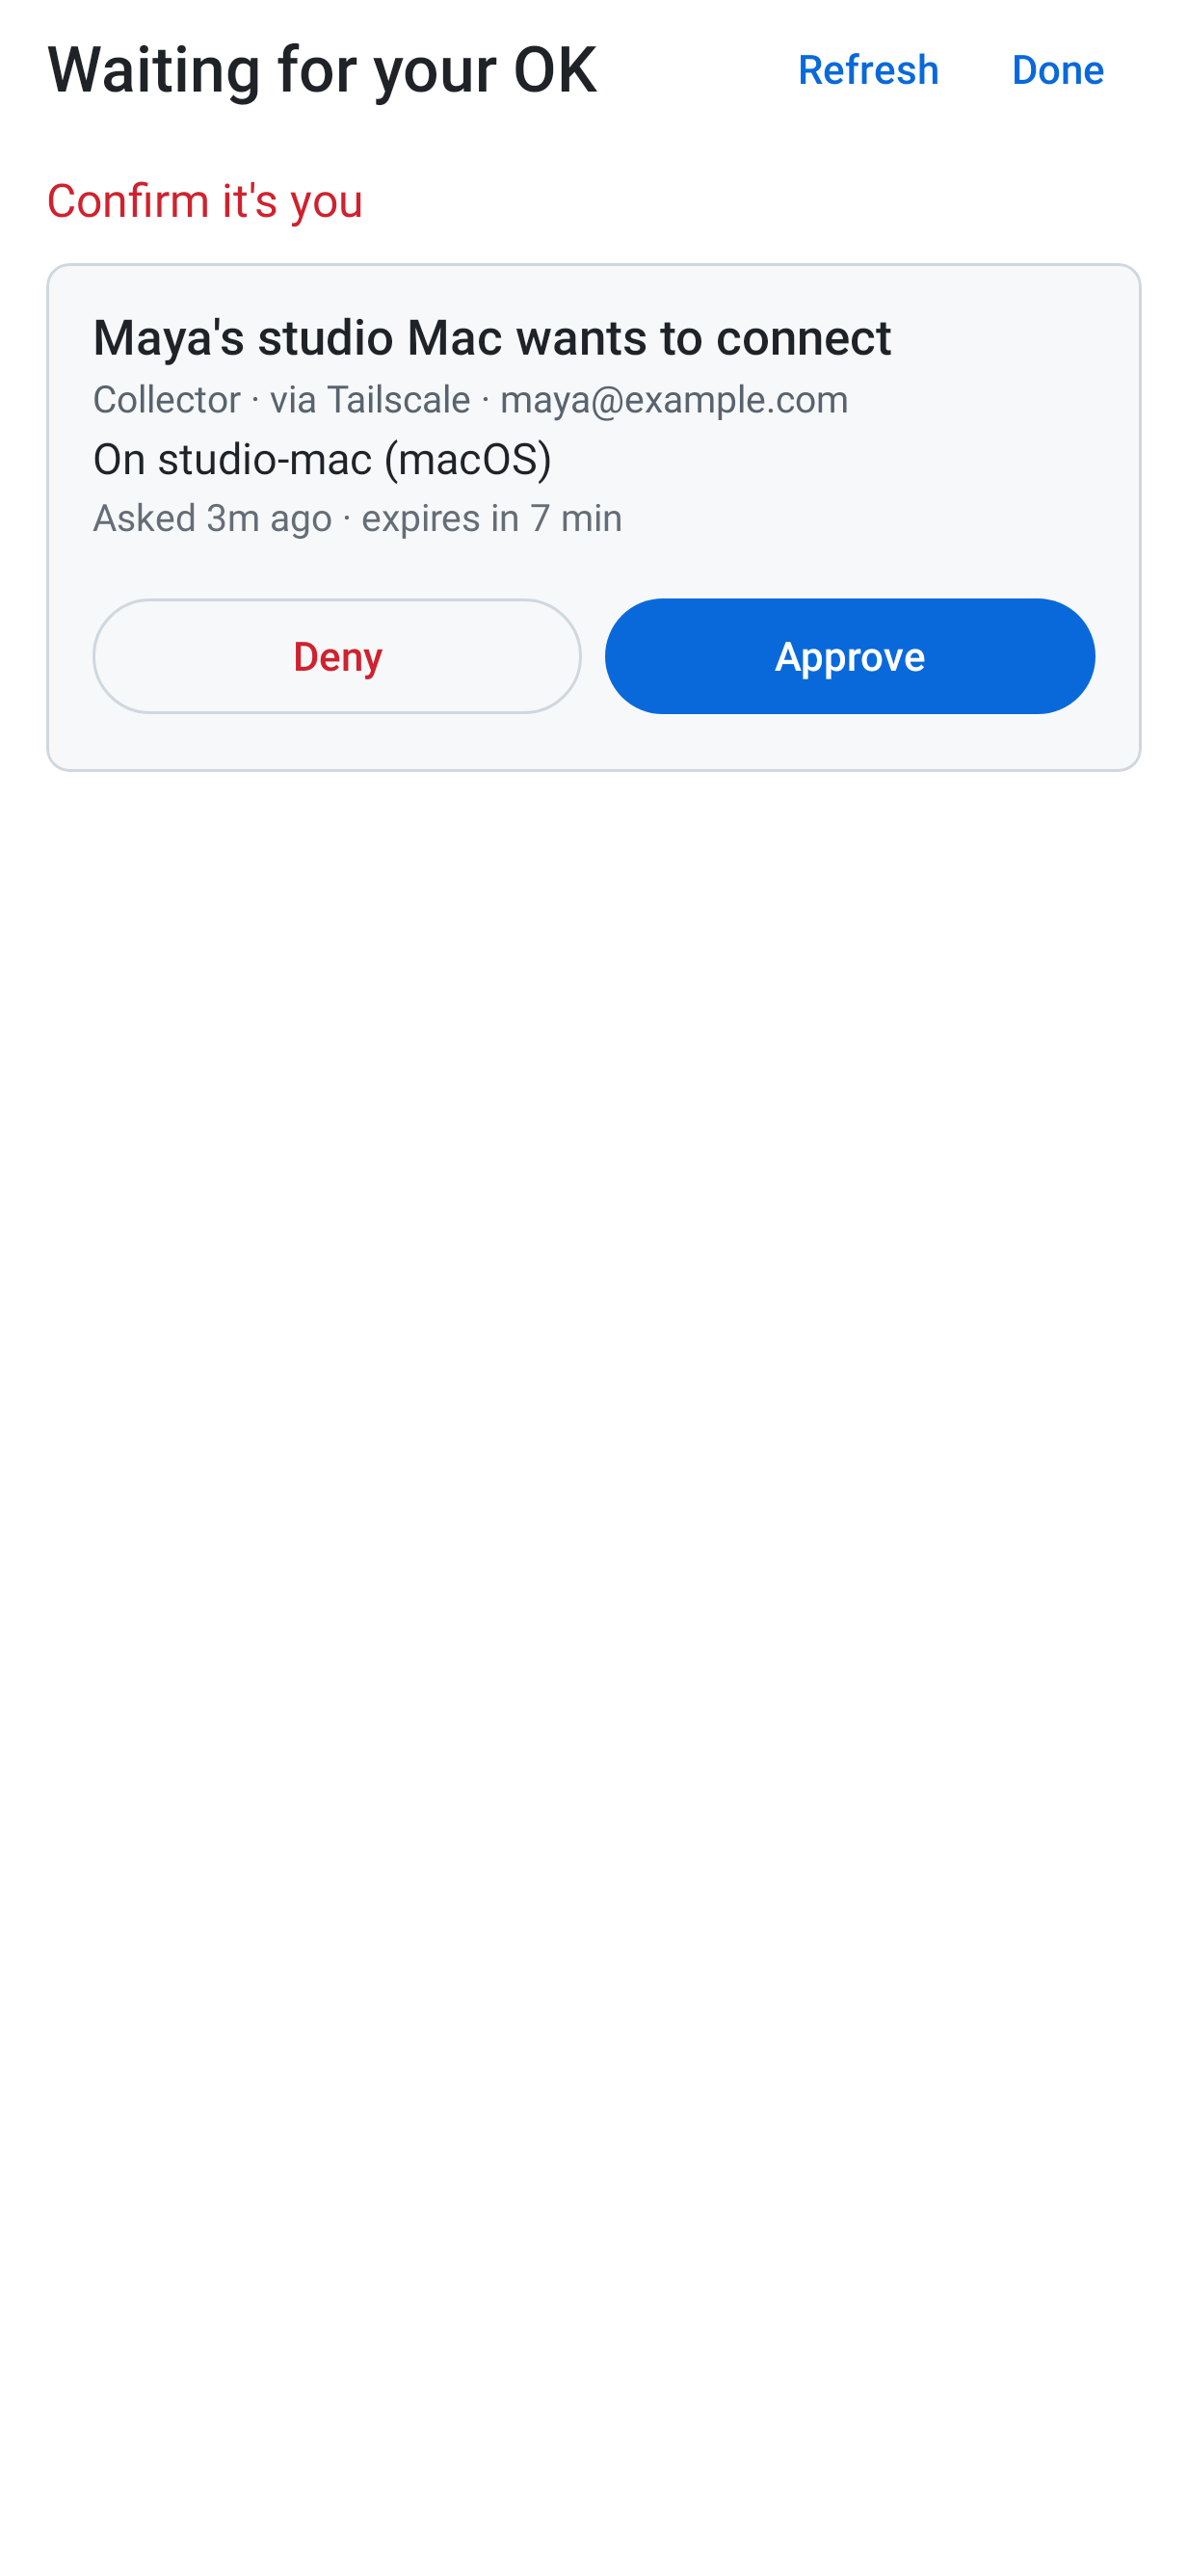 Waiting for your OK
Refresh
Done
Confirm it's you
Maya's studio Mac wants to connect
Collector · via Tailscale · maya@example.com
On studio-mac (macOS)
Asked 3m ago · expires in 7 min
Deny
Approve